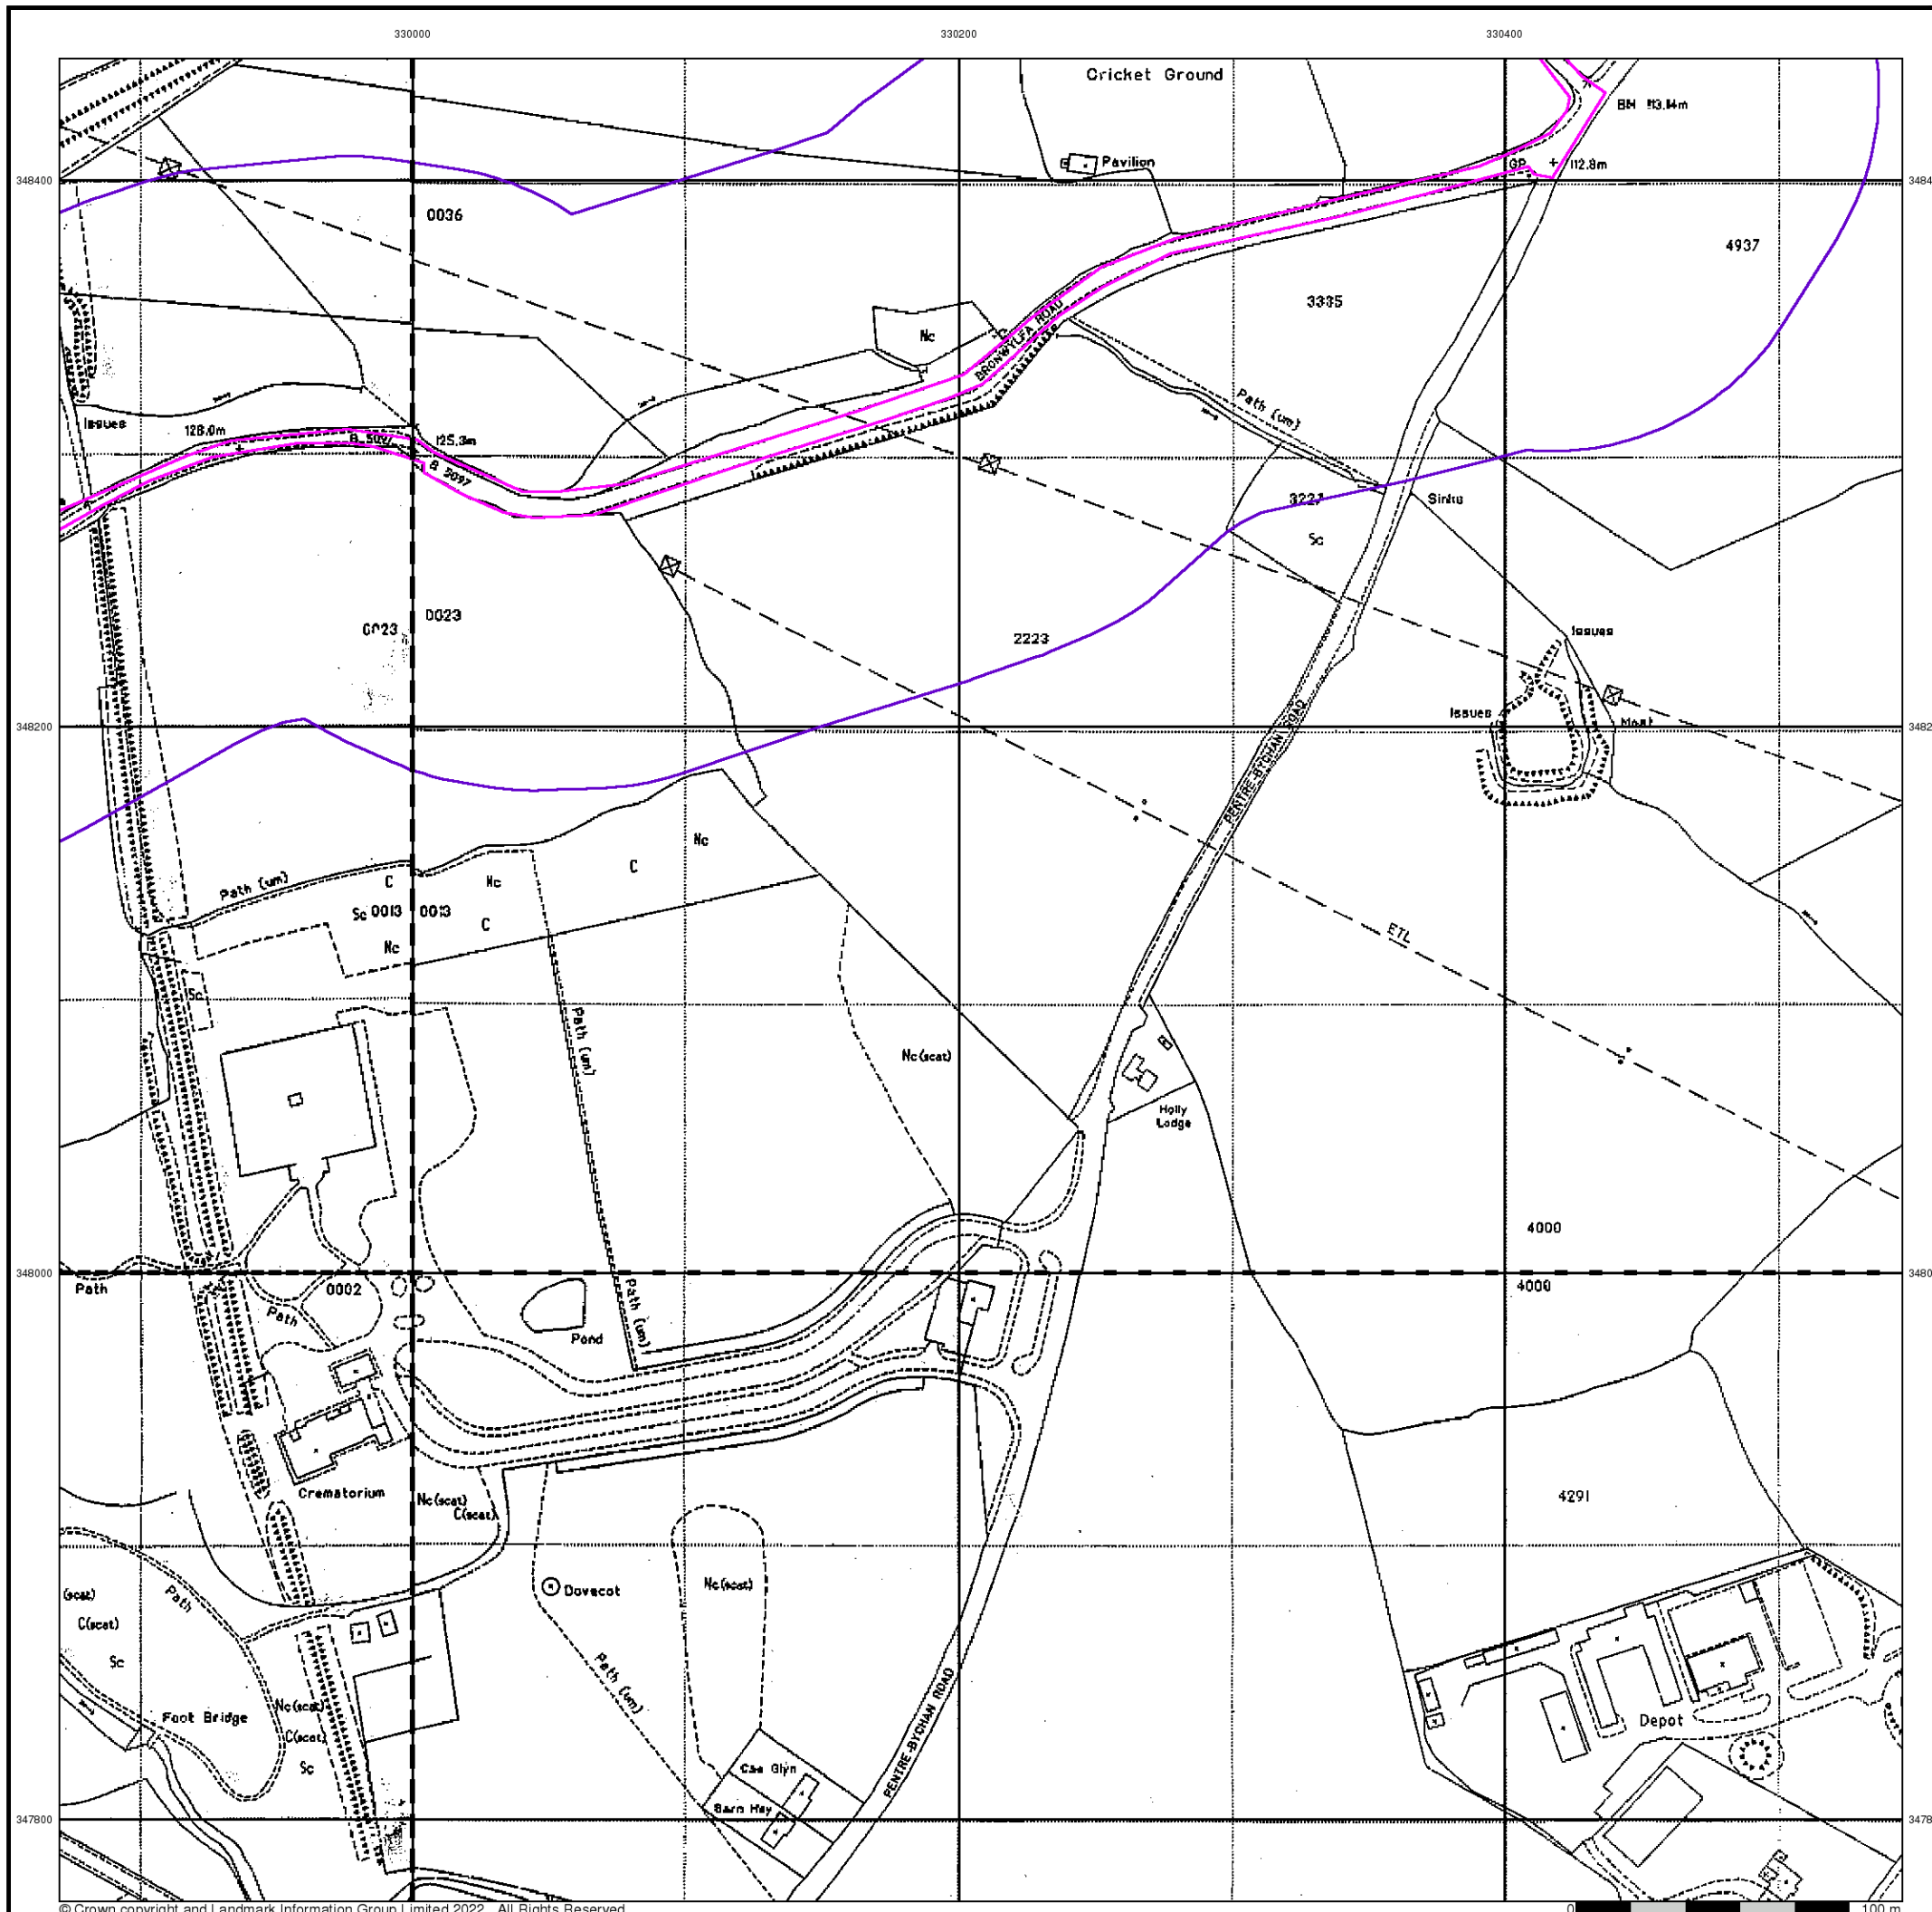 330000
330200
330400
Cricket Ground
BM 113.14m
Pavilion
GP
112.8m
348400
0036
4937
3335
Nc
BRONWYLFA ROAD
Path (um)
Issues
128.0m
B 5097
125.3m
B 5097
3221
Sinks
Sc
0023
0023
2223
Issues
348200
Issues
Moat
PENTRE-BYCHAN ROAD
Nc
C
Path (um)
C
Nc
Sc
0013
0013
C
Nc
ETL
Sc
Path (um)
Nc(scat)
Holly
Lodge
4000
348000
Path
0002
4000
Path
Path (um)
Pond
Crematorium
Nc(scat)
C(scat)
4291
Dovecot
Nc(scat)
(scat)
Path
C(scat)
Sc
Path (um)
PENTRE-BYCHAN ROAD
Nc(scat)
Foot Bridge
C(scat)
Sc
Depot
Cae Glyn
Barn Hey
347800
© Crown copyright and Landmark Information Group Limited 2022. All Rights Reserved.
0
100 m